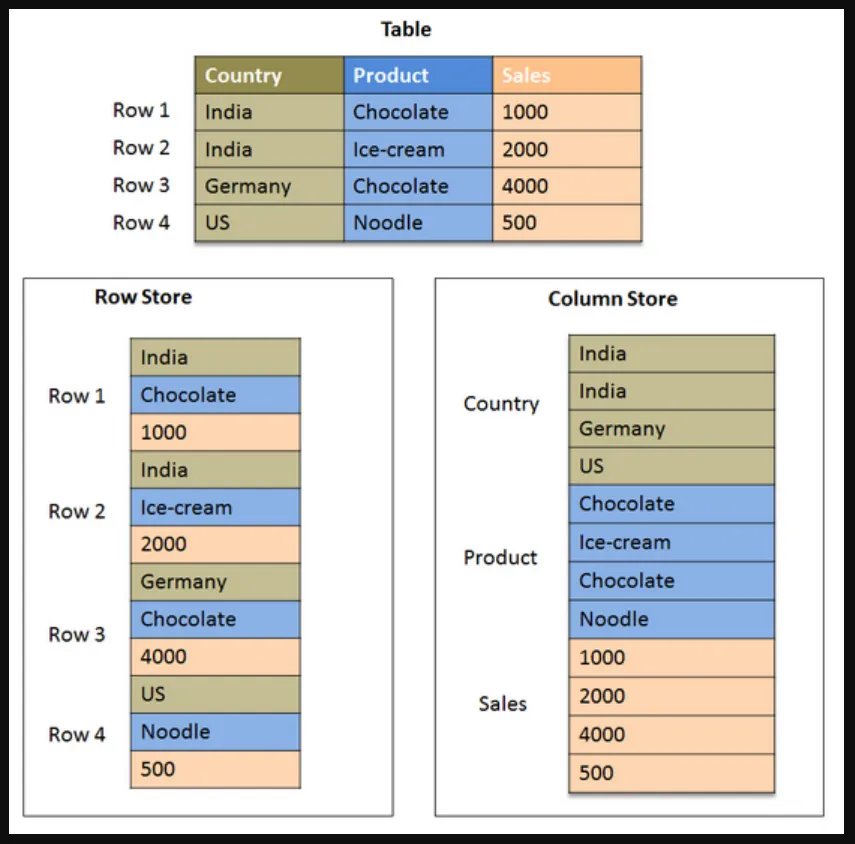 Table
Country Product Sales
Row 1 India Chocolate 1000
Row 2 India Ice-cream 2000
Row 3 Germany Chocolate 4000
Row 4 US Noodle 500
Row Store
India
Row 1 Chocolate
1000
India
Row 2 Ice-cream
2000
Germany
Row 3 Chocolate
4000
US
Row 4 Noodle
500
Column Store
India
Country India
Germany
US
Chocolate
Product Ice-cream
Chocolate
Noodle
1000
Sales 2000
4000
500